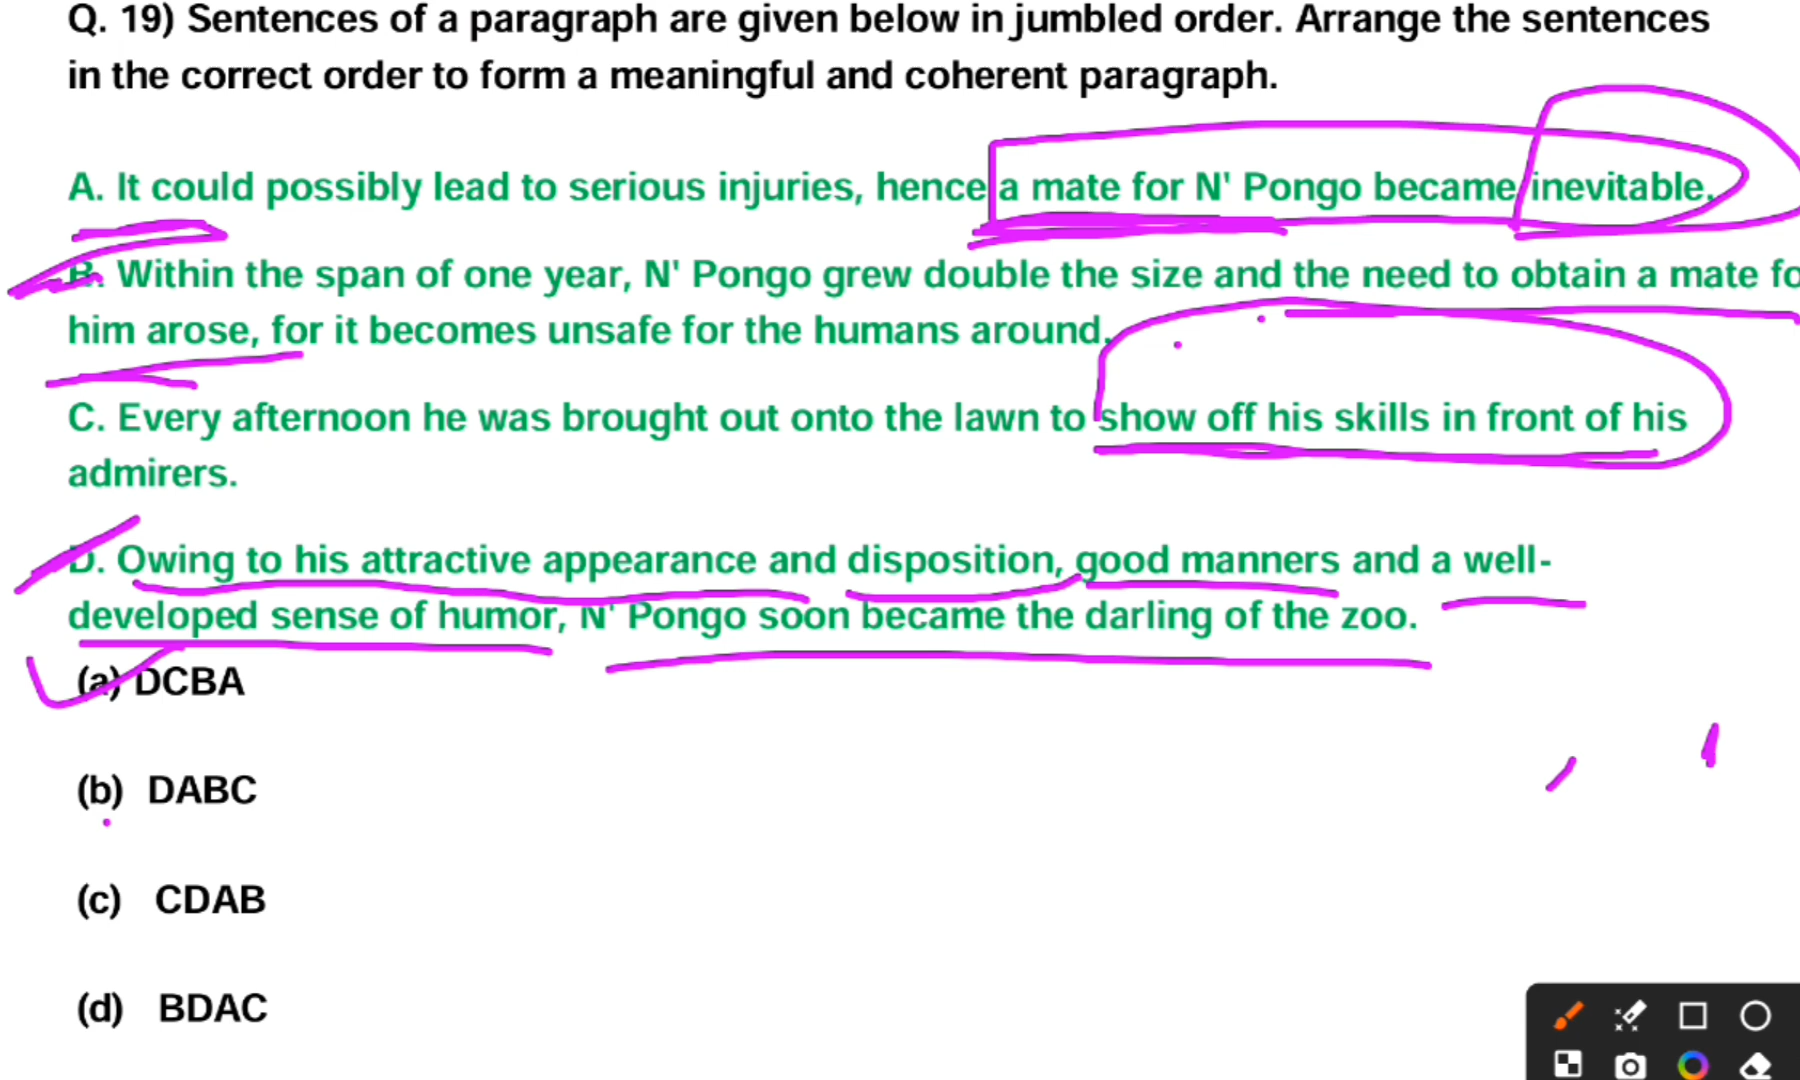 Q. 19) Sentences of a paragraph are given below in jumbled order. Arrange the sentences
in the correct order to form a meaningful and coherent paragraph.
A. It could possibly lead to serious injuries, hence a mate for N' Pongo became inevitable.
B. Within the span of one year, N' Pongo grew double the size and the need to obtain a mate fo
him arose, for it becomes unsafe for the humans around.
C. Every afternoon he was brought out onto the lawn to show off his skills in front of his
admirers.
D. Owing to his attractive appearance and disposition, good manners and a well-
developed sense of humor, N' Pongo soon became the darling of the zoo.
(a) DCBA
(b) DABC
(c) CDAB
(d) BDAC